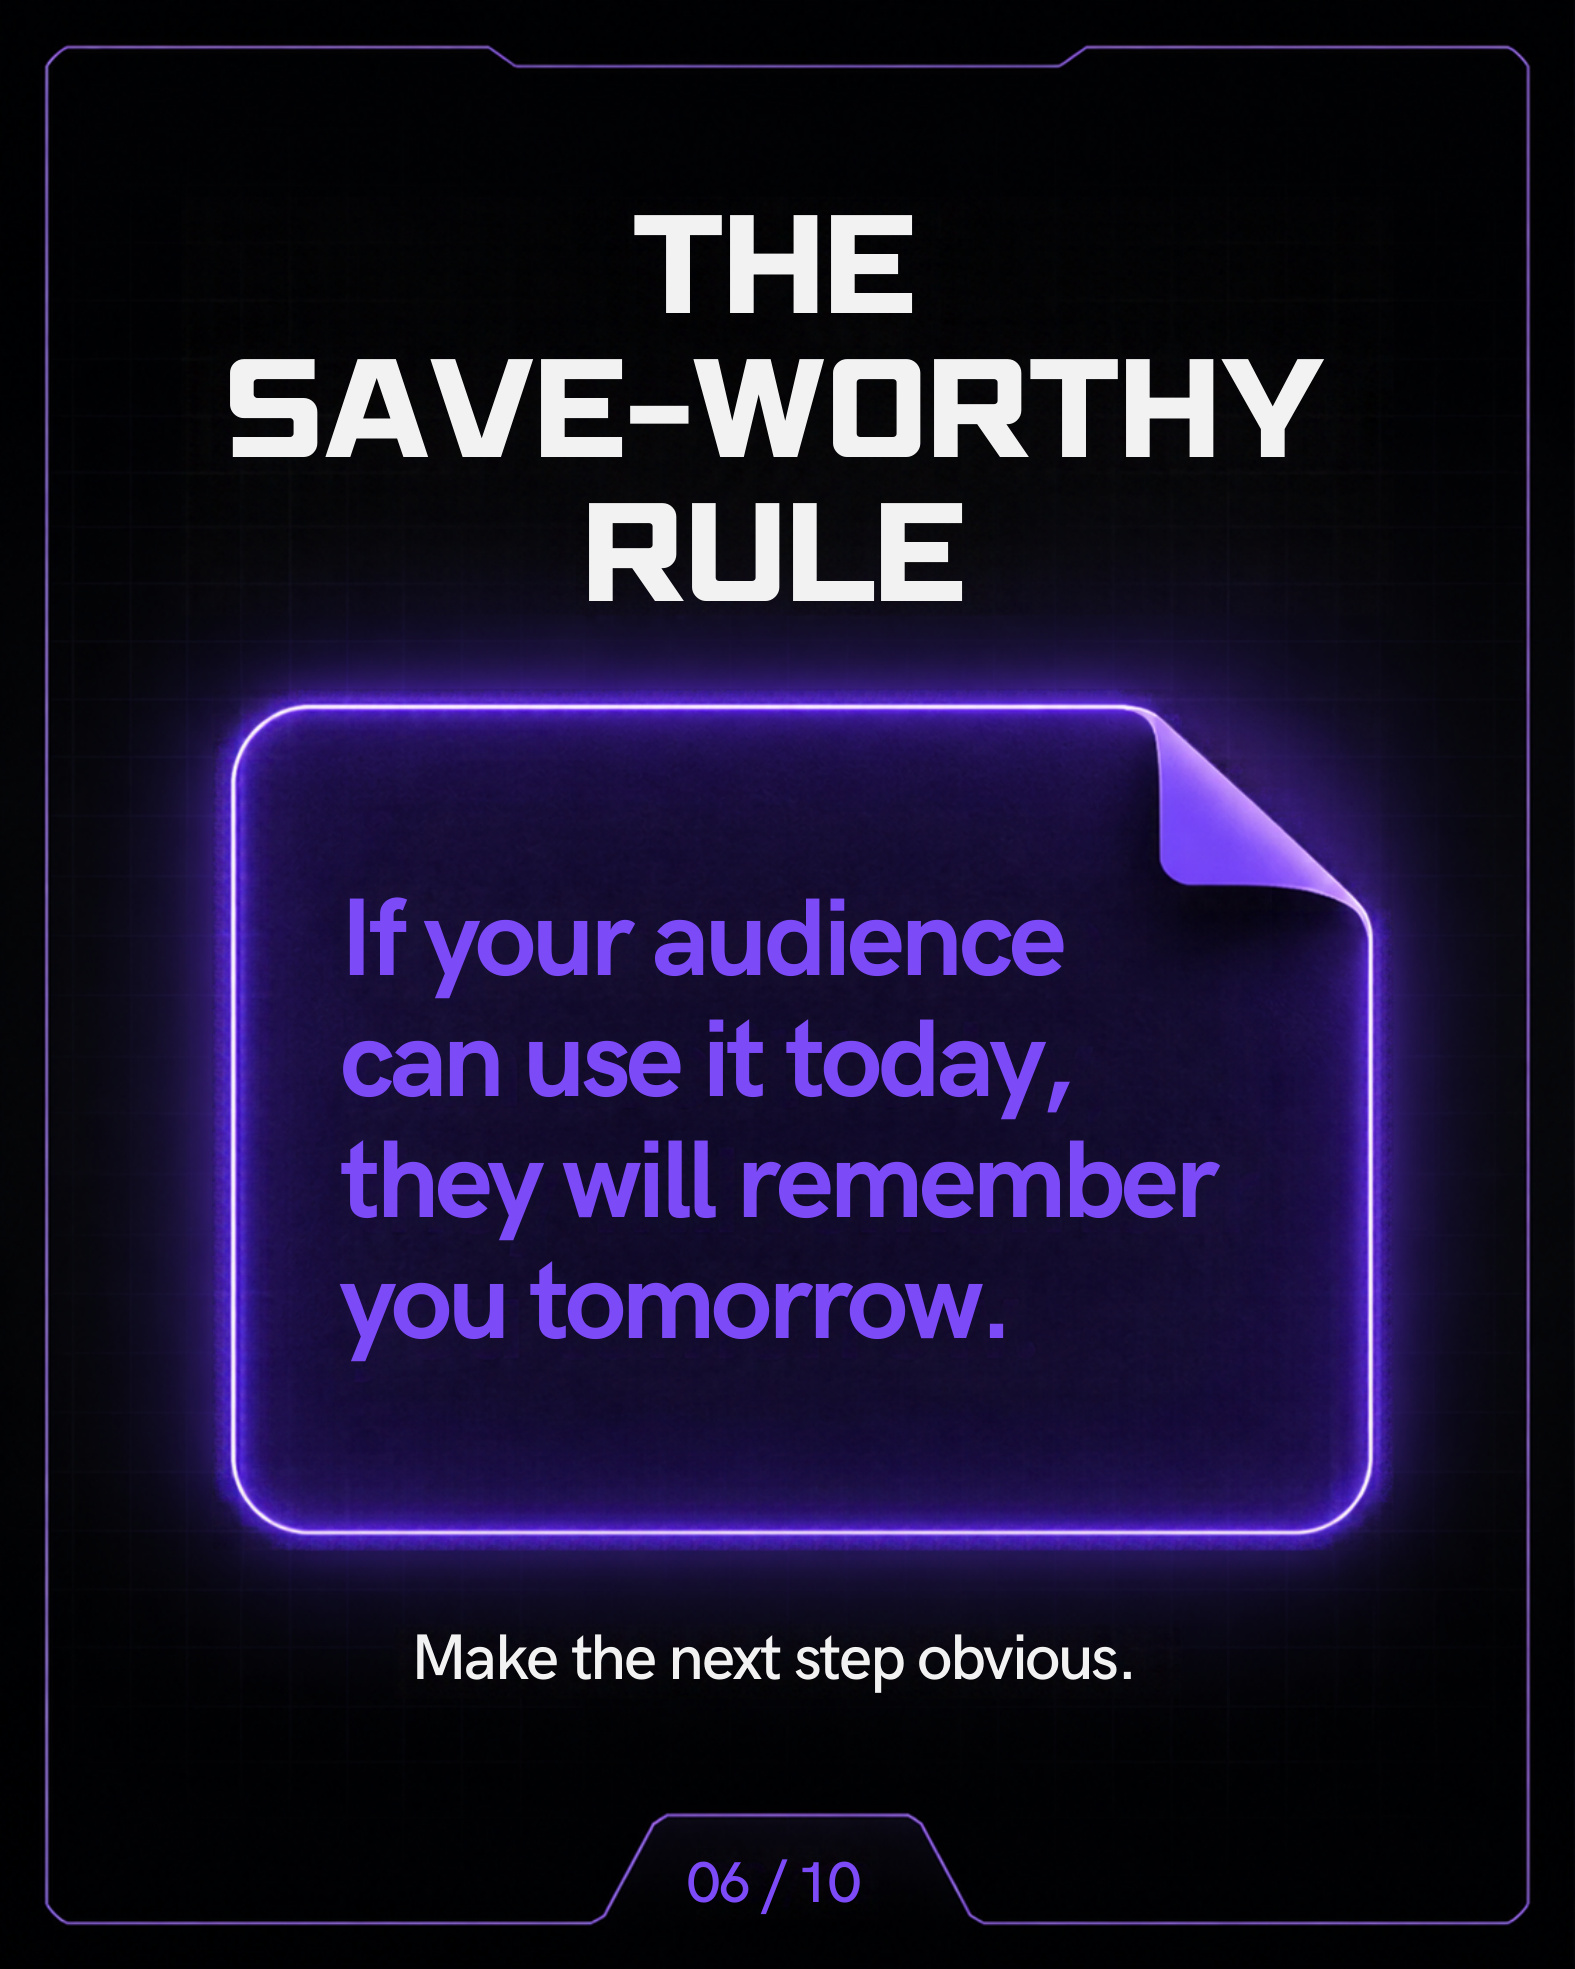 THE
SAVE-WORTHY
RULE
If your audience
can use it today,
they will remember
you tomorrow.
Make the next step obvious.
06 / 10